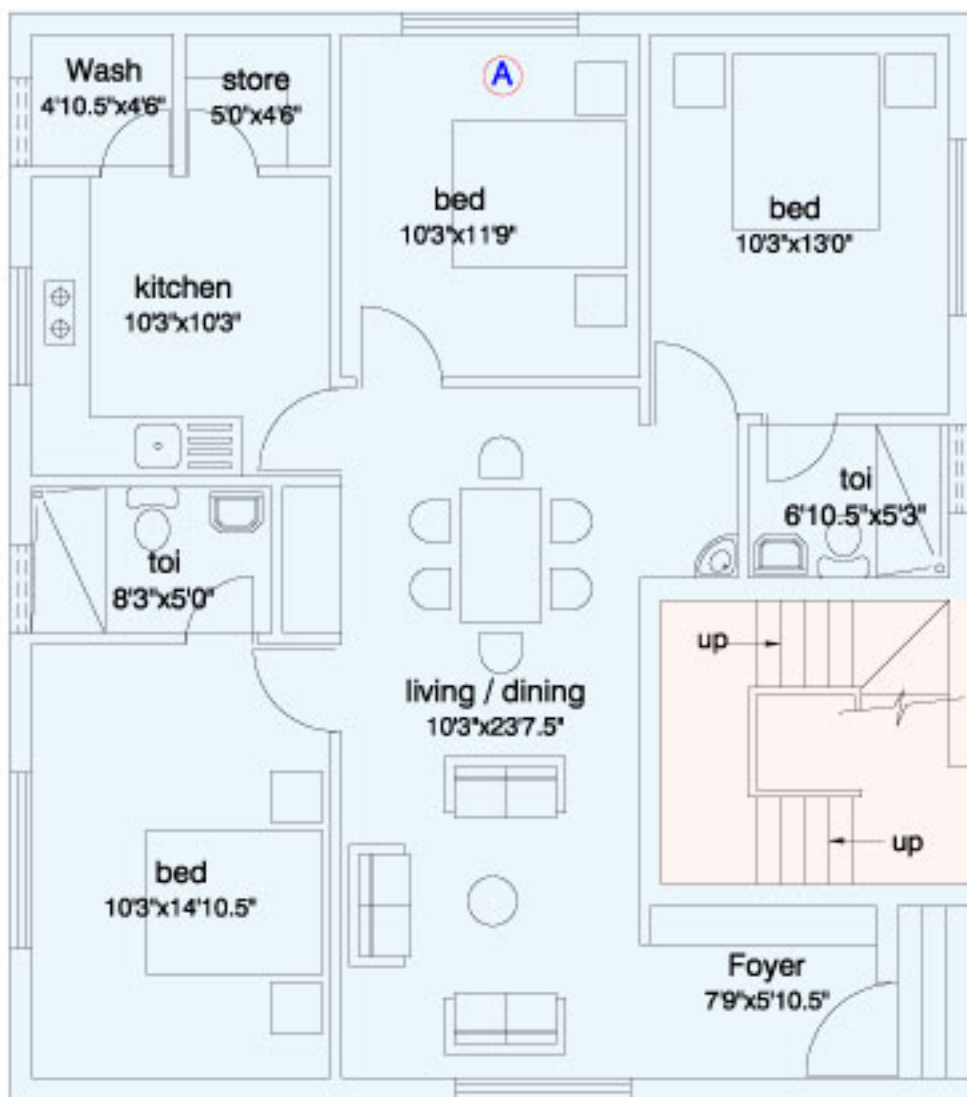 Wash
4'10.5"x4'6"
store
5'0"x4'6"
A
bed
10'3"x11'9"
bed
10'3"x13'0"
kitchen
10'3"x10'3"
toi
6'10.5"x5'3"
toi
8'3"x5'0"
up
living / dining
10'3"x23'7.5"
up
bed
10'3"x14'10.5"
Foyer
7'9"x5'10.5"